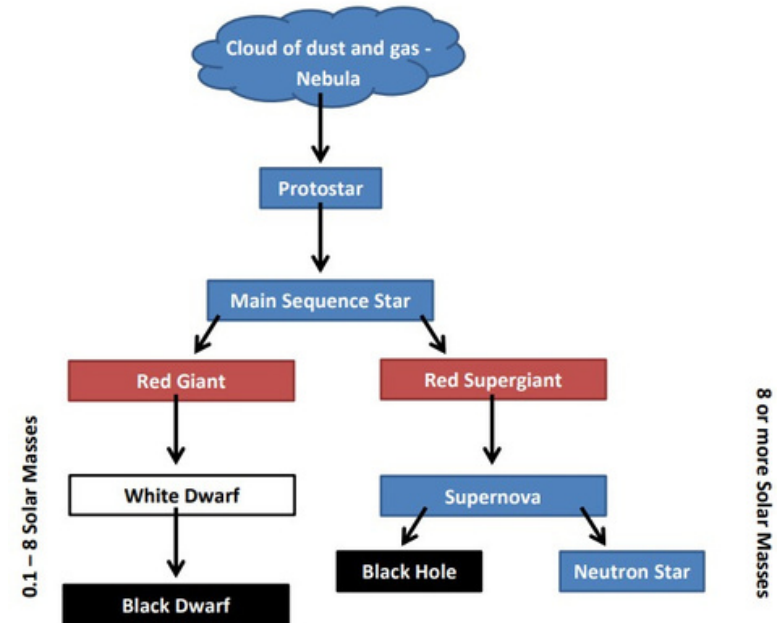 Cloud of dust and gas -
Nebula
Protostar
Main Sequence Star
Red Giant
Red Supergiant
0.1 – 8 Solar Masses
8 or more Solar Masses
White Dwarf
Supernova
Black Hole
Neutron Star
Black Dwarf